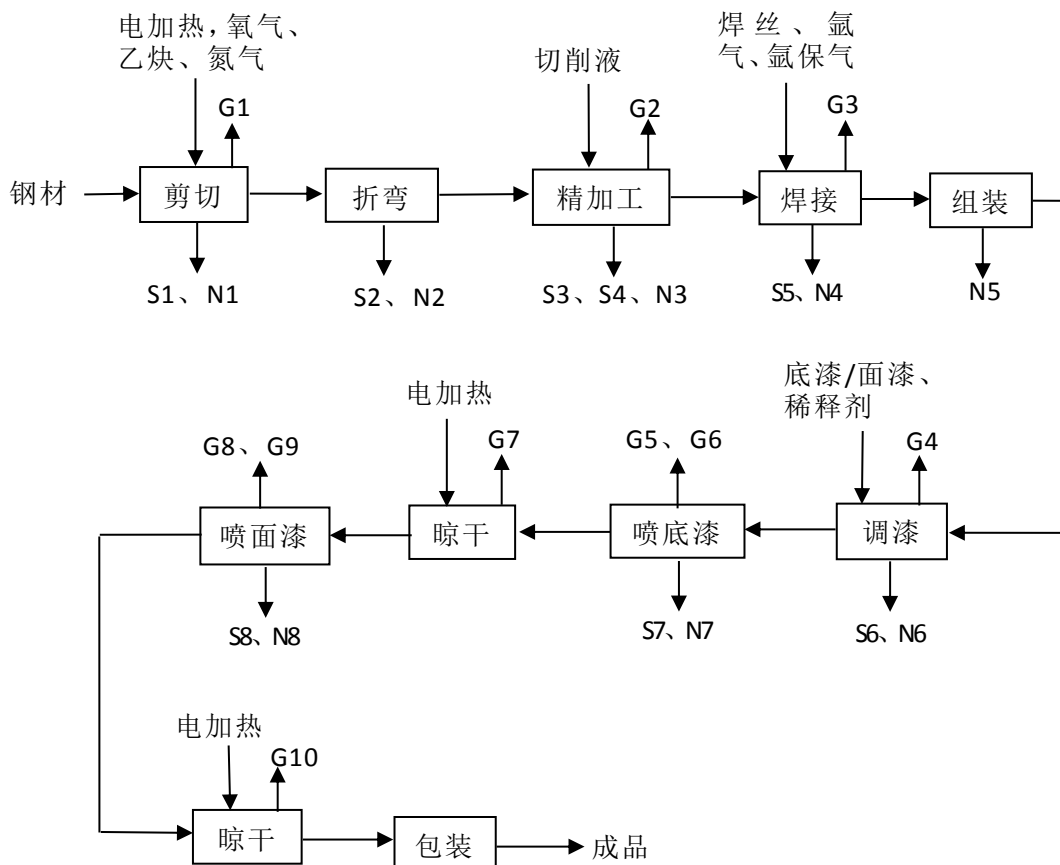 电加热，氧气、
乙炔、氮气
焊丝、氩
气、氩保气
切削液
G1
G2
G3
钢材
剪切
折弯
精加工
焊接
组装
S1、N1
S2、N2
S3、S4、N3
S5、N4
N5
底漆/面漆、
稀释剂
电加热
G8、G9
G7
G5、G6
G4
喷面漆
晾干
喷底漆
调漆
S8、N8
S7、N7
S6、N6
电加热
G10
晾干
包装
成品